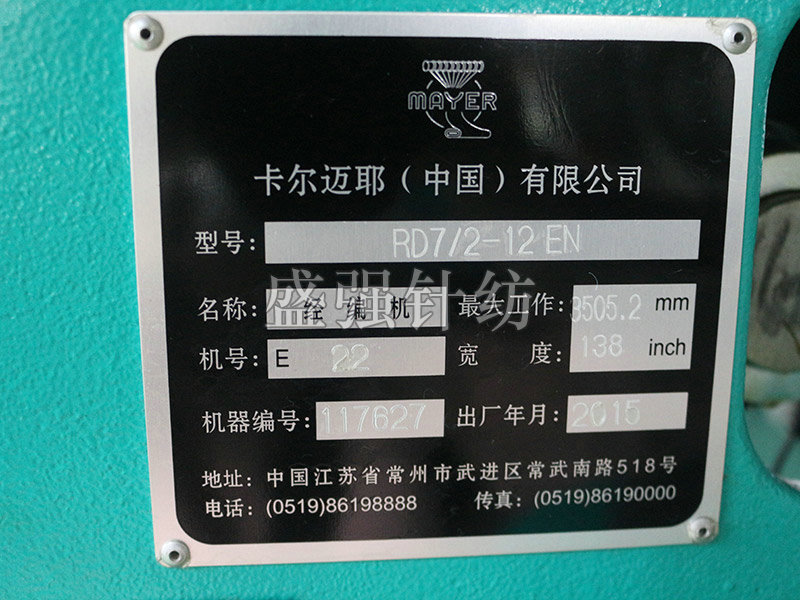 MAYER
卡尔迈耶（中国）有限公司
型号： RD7/2-12 EN
名称： 经编机 最大工作： 3505.2 mm
机号： E 22 宽 度： 138 inch
机器编号： 117627 出厂年月： 2015
地址：中国江苏省常州市武进区常武南路518号
电话：(0519)86198888 传真：(0519)86190000
盛强针纺